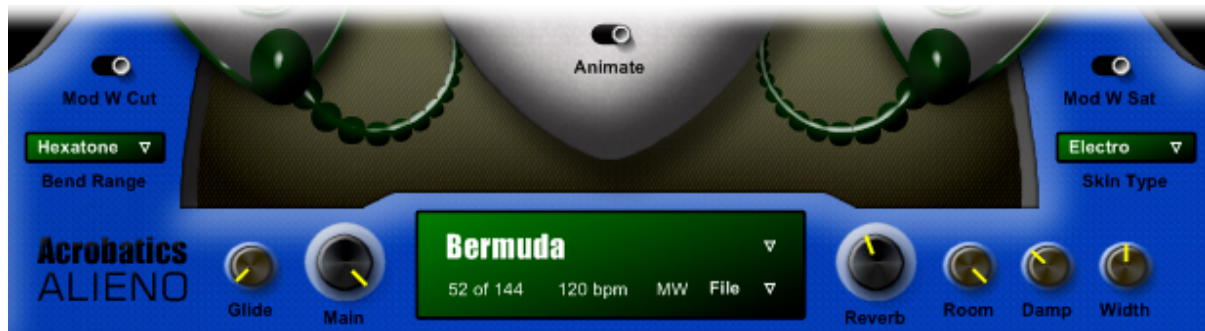 Animate
Mod W Cut
Mod W Sat
Hexatone
Electro
Bend Range
Skin Type
Acrobatics
ALIENO
Bermuda
52 of 144 120 bpm MW File
Glide
Main
Reverb
Room
Damp
Width